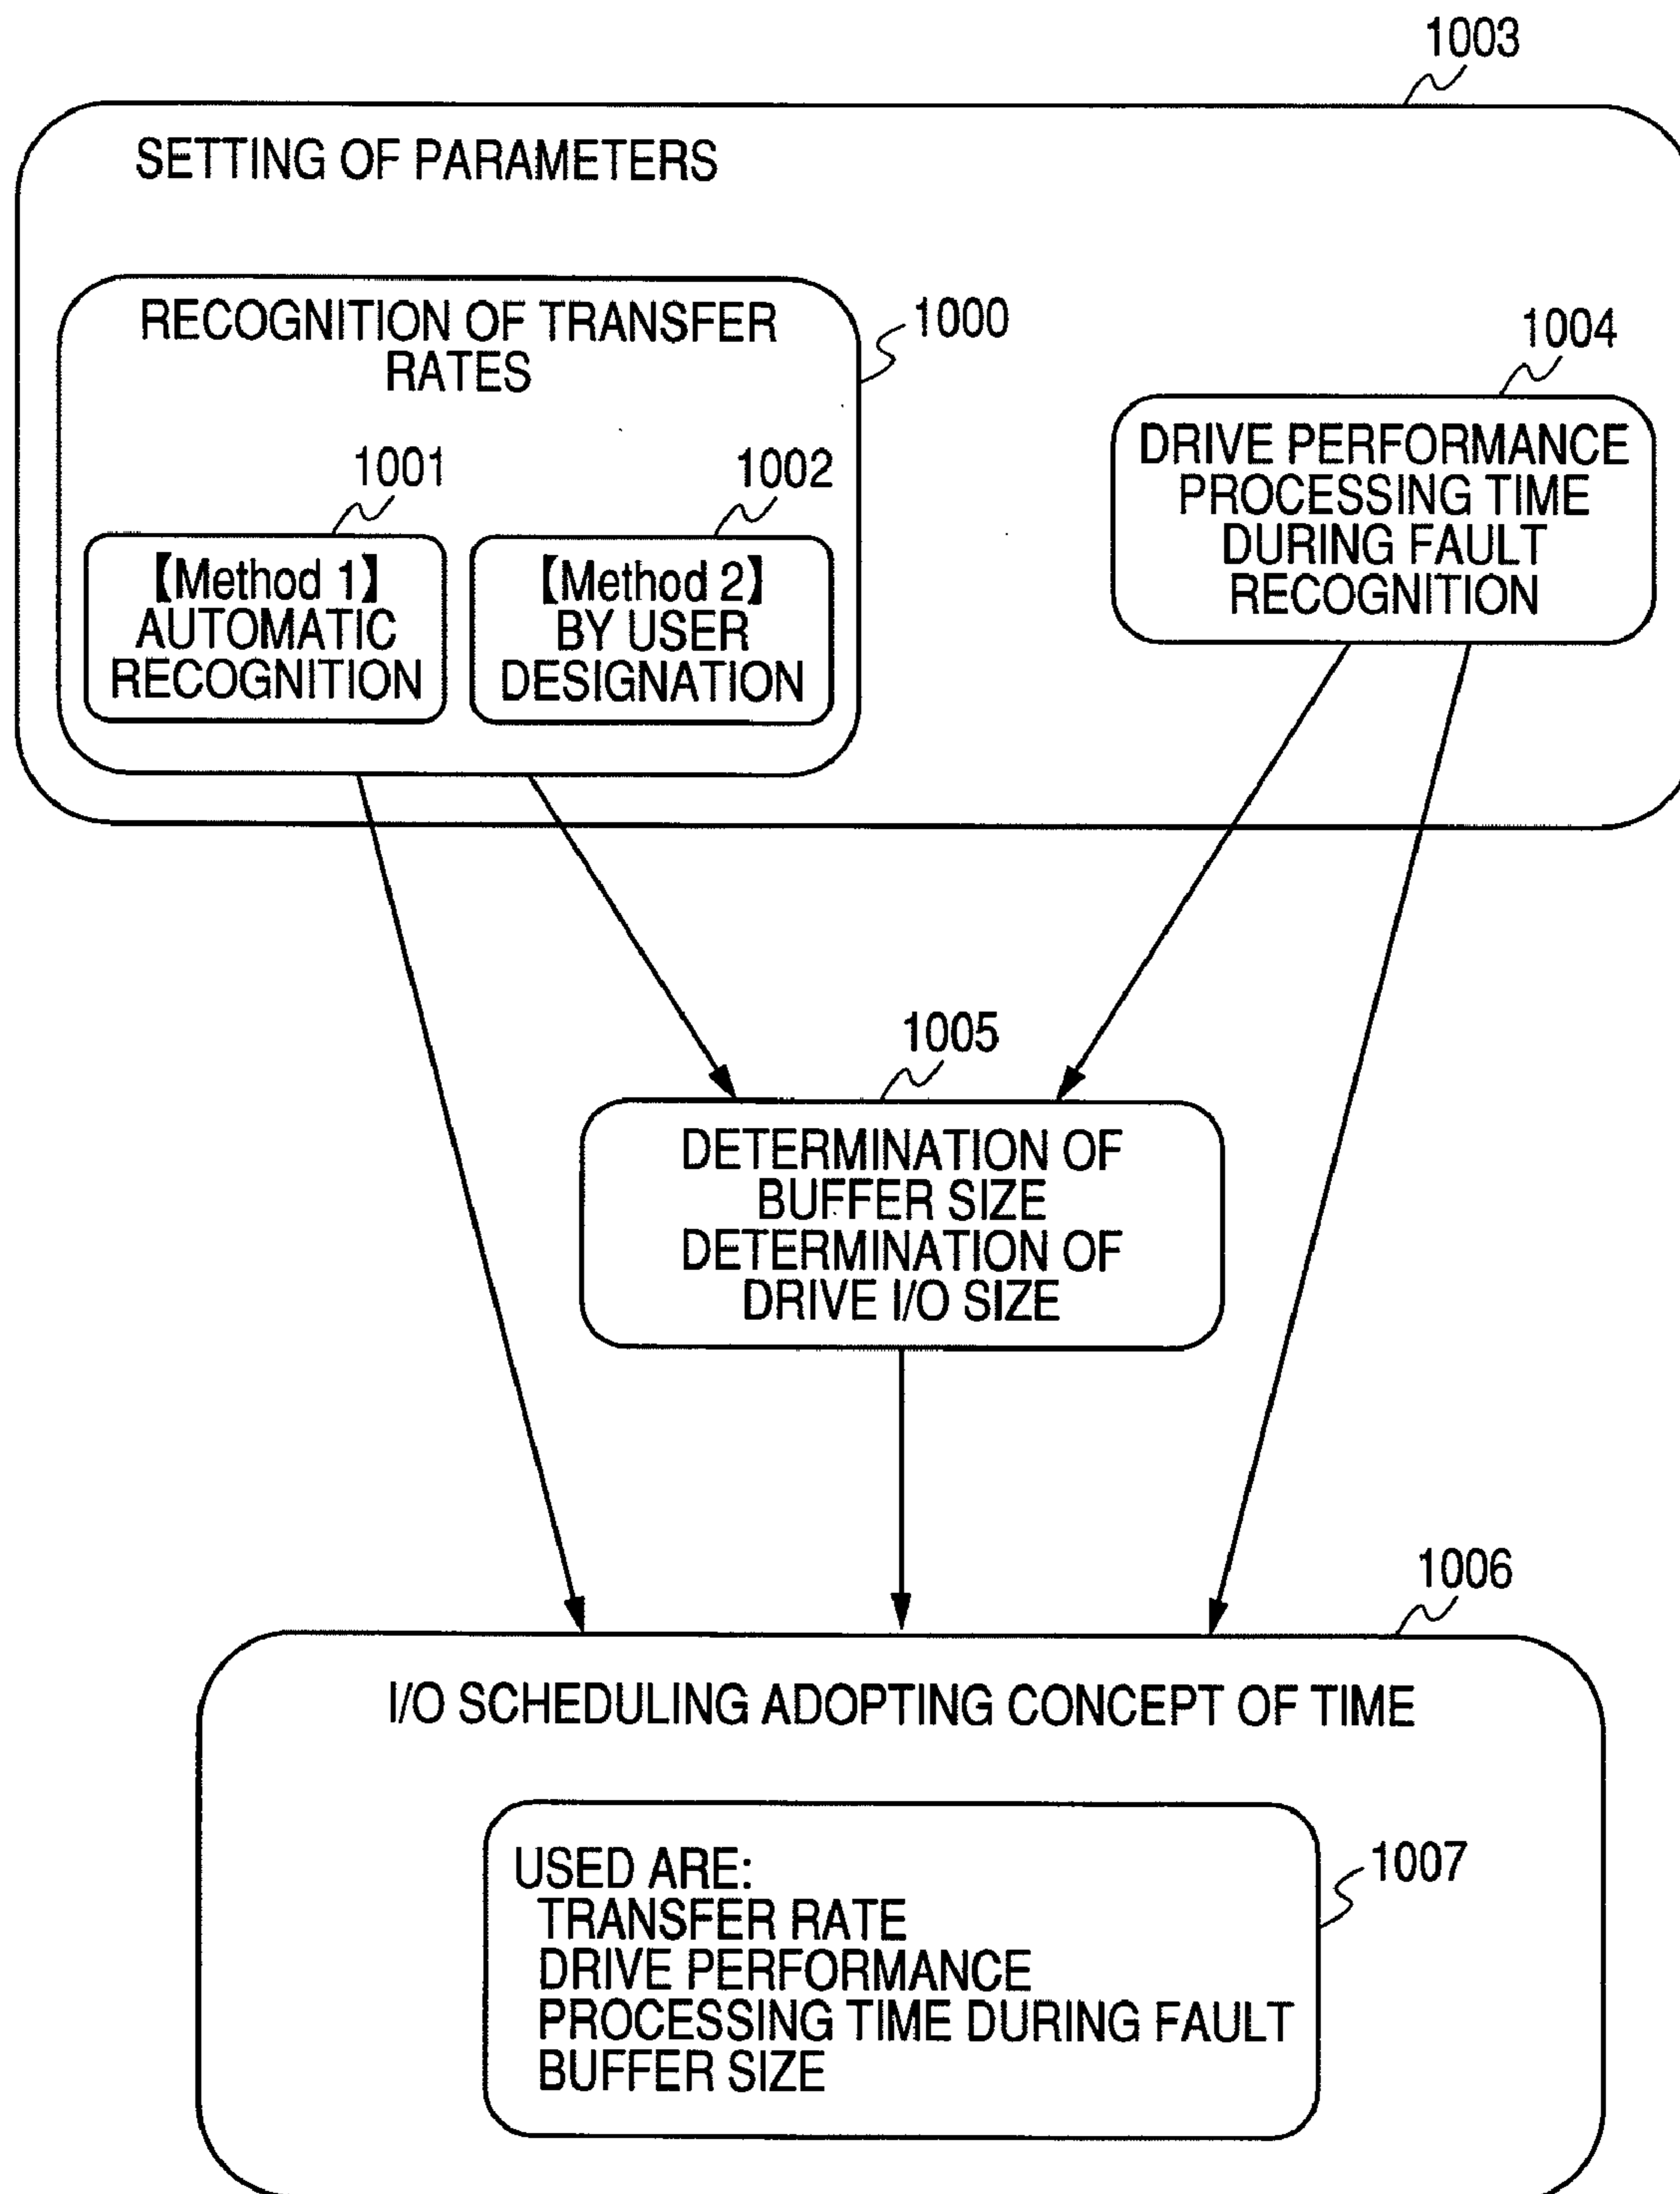 1003
SETTING OF PARAMETERS
RECOGNITION OF TRANSFER
RATES
1000
1004
1001
1002
【Method 1】
AUTOMATIC
RECOGNITION
【Method 2】
BY USER
DESIGNATION
DRIVE PERFORMANCE
PROCESSING TIME
DURING FAULT
RECOGNITION
1005
DETERMINATION OF
BUFFER SIZE
DETERMINATION OF
DRIVE I/O SIZE
1006
I/O SCHEDULING ADOPTING CONCEPT OF TIME
1007
USED ARE:
TRANSFER RATE
DRIVE PERFORMANCE
PROCESSING TIME DURING FAULT
BUFFER SIZE